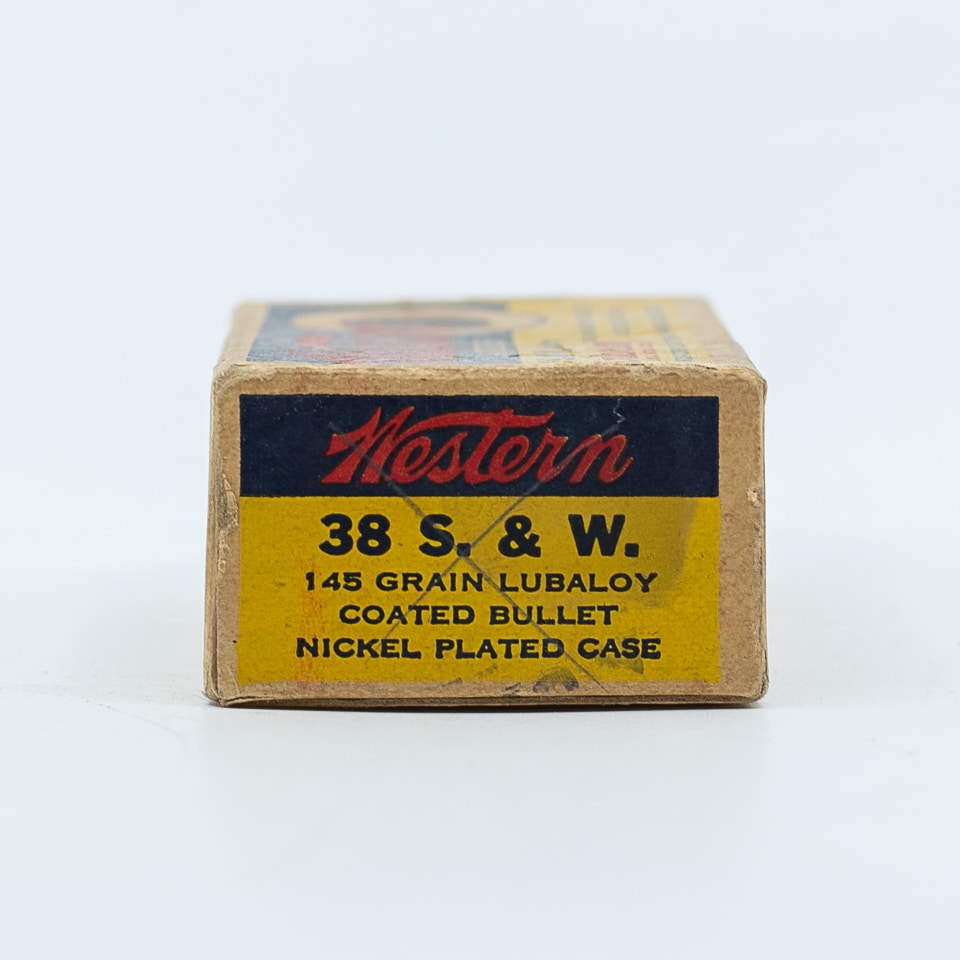 Western
38 S. & W.
145 GRAIN LUBALOY
COATED BULLET
NICKEL PLATED CASE